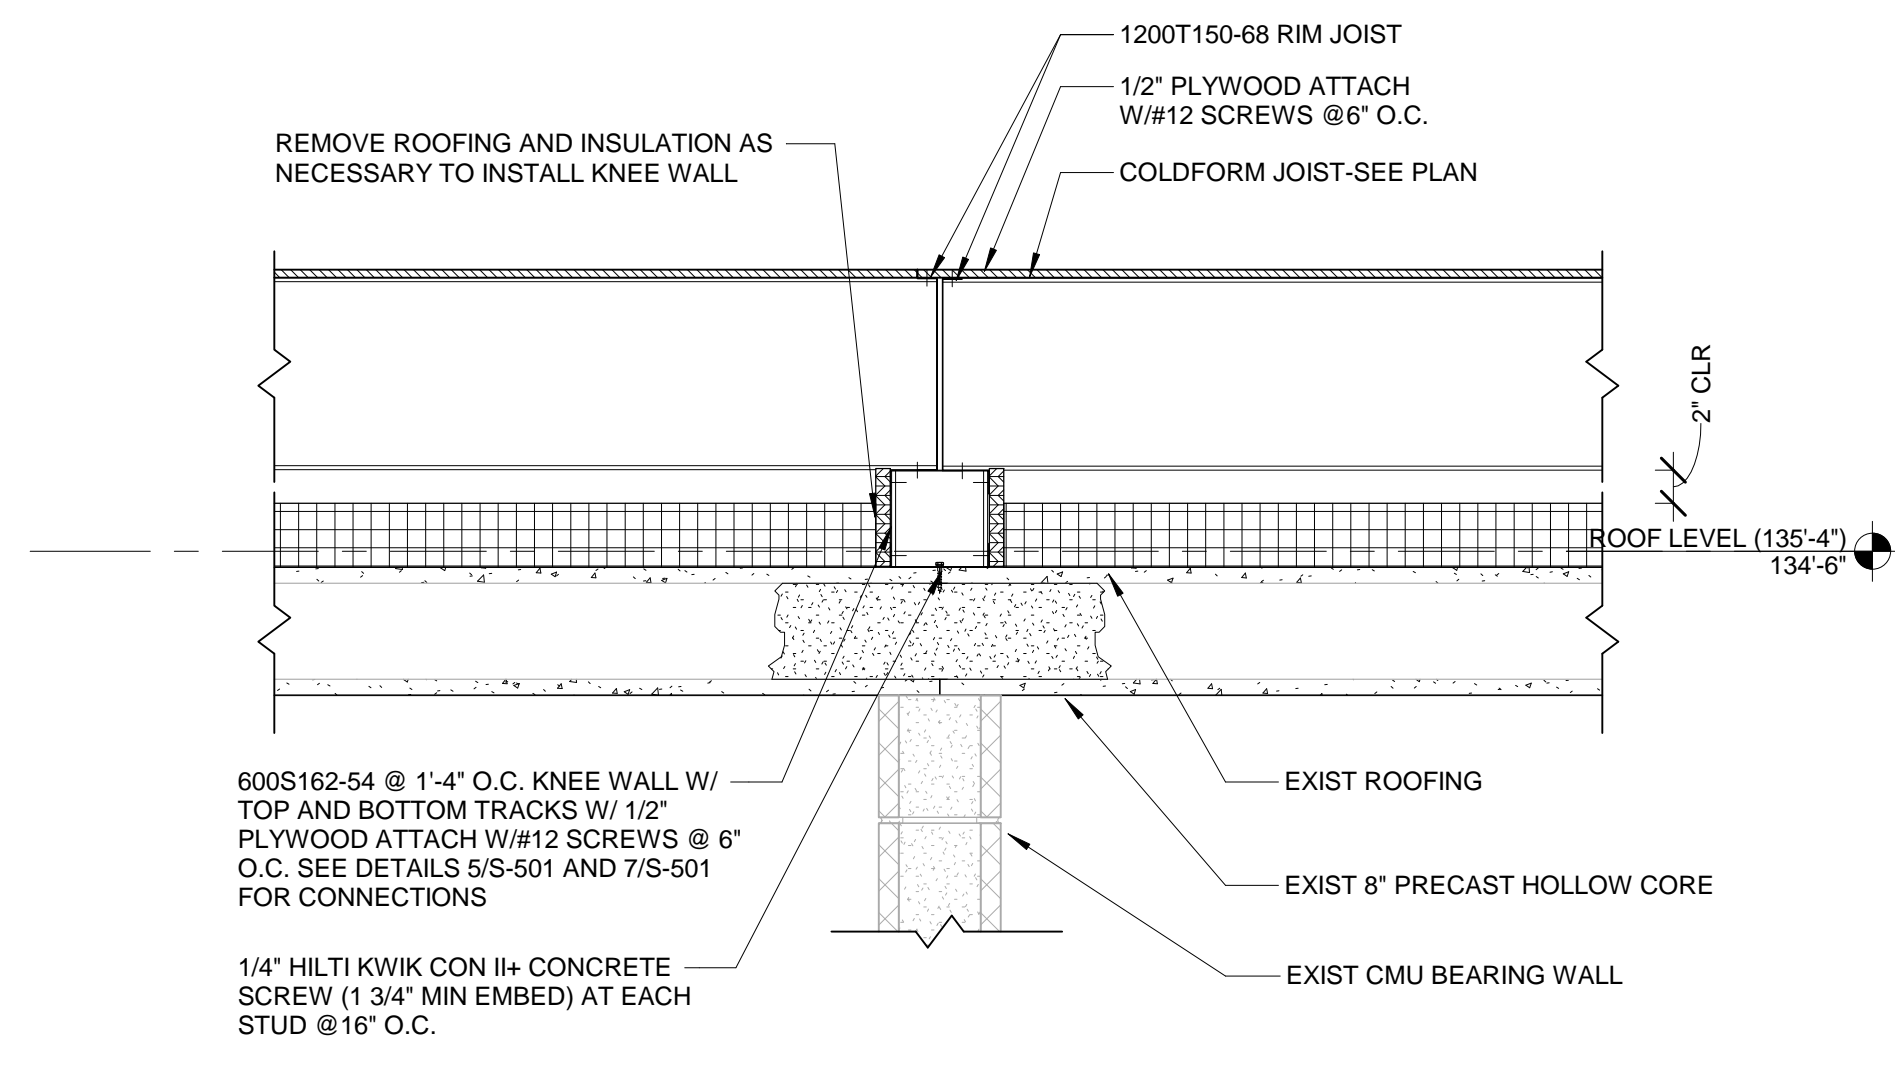 1200T150-68 RIM JOIST
1/2" PLYWOOD ATTACH
W/#12 SCREWS @6" O.C.
REMOVE ROOFING AND INSULATION AS
NECESSARY TO INSTALL KNEE WALL
COLDFORM JOIST-SEE PLAN
2" CLR
ROOF LEVEL (135'-4")
134'-6"
600S162-54 @ 1'-4" O.C. KNEE WALL W/
TOP AND BOTTOM TRACKS W/ 1/2"
PLYWOOD ATTACH W/#12 SCREWS @ 6"
O.C. SEE DETAILS 5/S-501 AND 7/S-501
FOR CONNECTIONS
EXIST ROOFING
EXIST 8" PRECAST HOLLOW CORE
1/4" HILTI KWIK CON II+ CONCRETE
SCREW (1 3/4" MIN EMBED) AT EACH
STUD @16" O.C.
EXIST CMU BEARING WALL